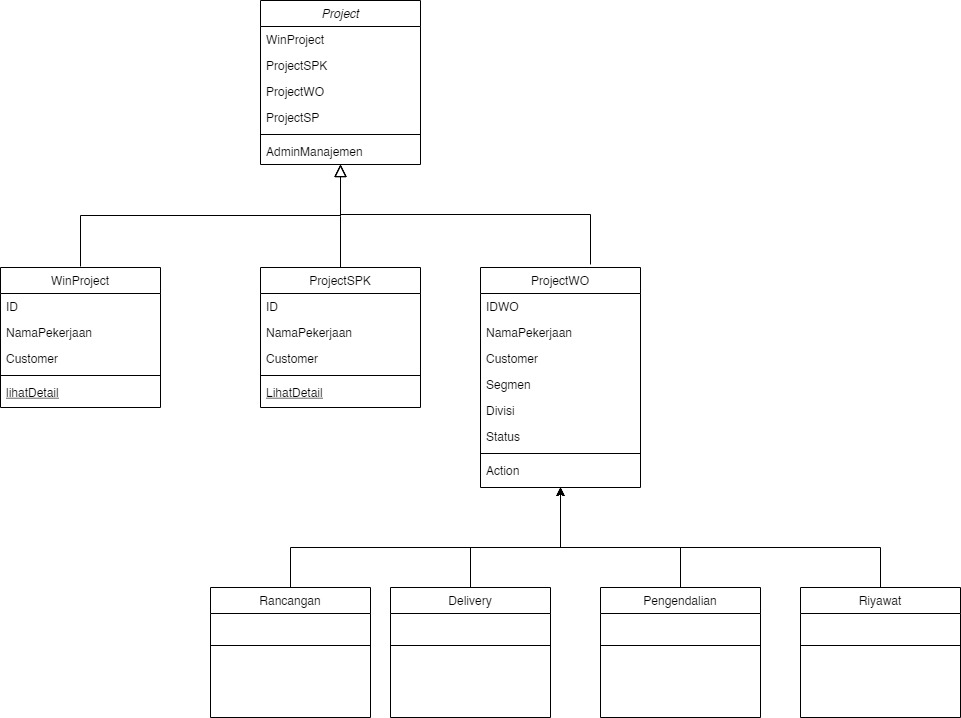 Project
WinProject
ProjectSPK
ProjectWO
ProjectSP
AdminManajemen
WinProject
ID
NamaPekerjaan
Customer
lihatDetail
ProjectSPK
ID
NamaPekerjaan
Customer
LihatDetail
ProjectWO
IDWO
NamaPekerjaan
Customer
Segmen
Divisi
Status
Action
Rancangan
Delivery
Pengendalian
Riyawat